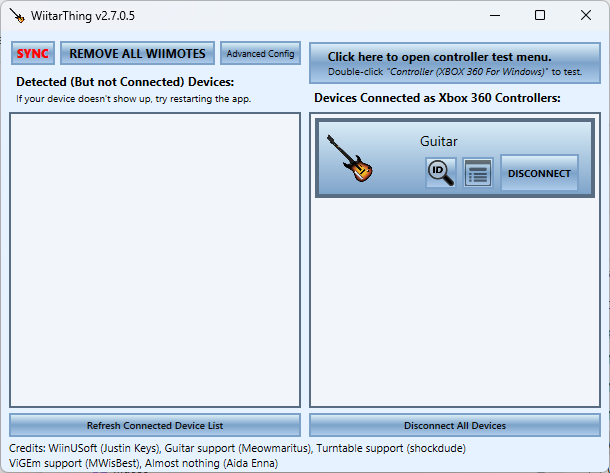 WiitarThing v2.7.0.5
SYNC
REMOVE ALL WIIMOTES
Advanced Config
Click here to open controller test menu.
Double-click "Controller (XBOX 360 For Windows)" to test.
Detected (But not Connected) Devices:
If your device doesn't show up, try restarting the app.
Devices Connected as Xbox 360 Controllers:
Guitar
ID
DISCONNECT
Refresh Connected Device List
Disconnect All Devices
Credits: WiinUSoft (Justin Keys), Guitar support (Meowmaritus), Turntable support (shockdude)
ViGEm support (MWisBest), Almost nothing (Aida Enna)